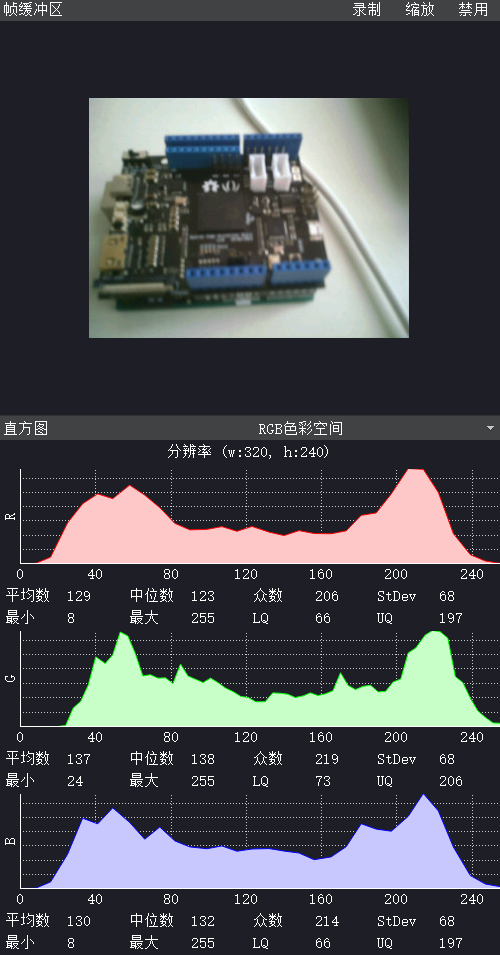 帧缓冲区 录制 缩放 禁用
直方图 RGB色彩空间
分辨率 (w:320, h:240)
R
0 40 80 120 160 200 240
平均数 129 中位数 123 众数 206 StDev 68
最小 8 最大 255 LQ 66 UQ 197
G
0 40 80 120 160 200 240
平均数 137 中位数 138 众数 219 StDev 68
最小 24 最大 255 LQ 73 UQ 206
B
0 40 80 120 160 200 240
平均数 130 中位数 132 众数 214 StDev 68
最小 8 最大 255 LQ 66 UQ 197